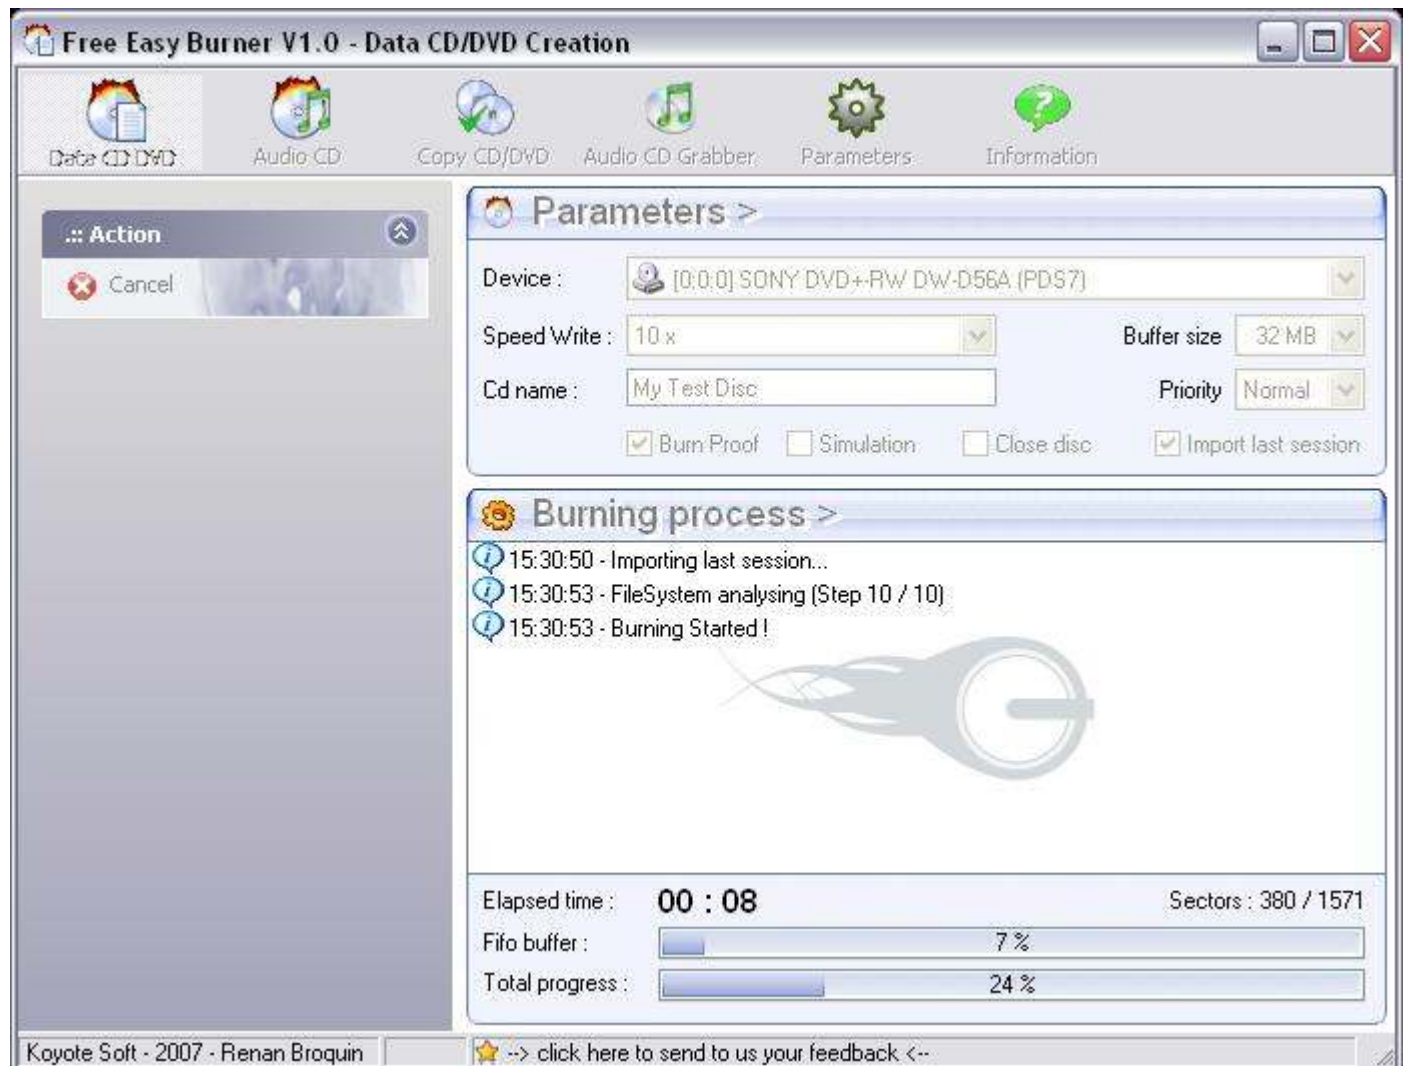 Free Easy Burner V1.0 - Data CD/DVD Creation
Data CD DVD Audio CD Copy CD/DVD Audio CD Grabber Parameters Information
.:: Action
Cancel
Parameters >
Device : [0:0:0] SONY DVD+-RW DW-D56A (PDS7)
Speed Write : 10 x Buffer size 32 MB
Cd name : My Test Disc Priority Normal
Burn Proof Simulation Close disc Import last session
Burning process >
15:30:50 - Importing last session...
15:30:53 - FileSystem analysing (Step 10 / 10)
15:30:53 - Burning Started !
Elapsed time : 00 : 08 Sectors : 380 / 1571
Fifo buffer : 7 %
Total progress : 24 %
Koyote Soft - 2007 - Renan Broquin --> click here to send to us your feedback <--